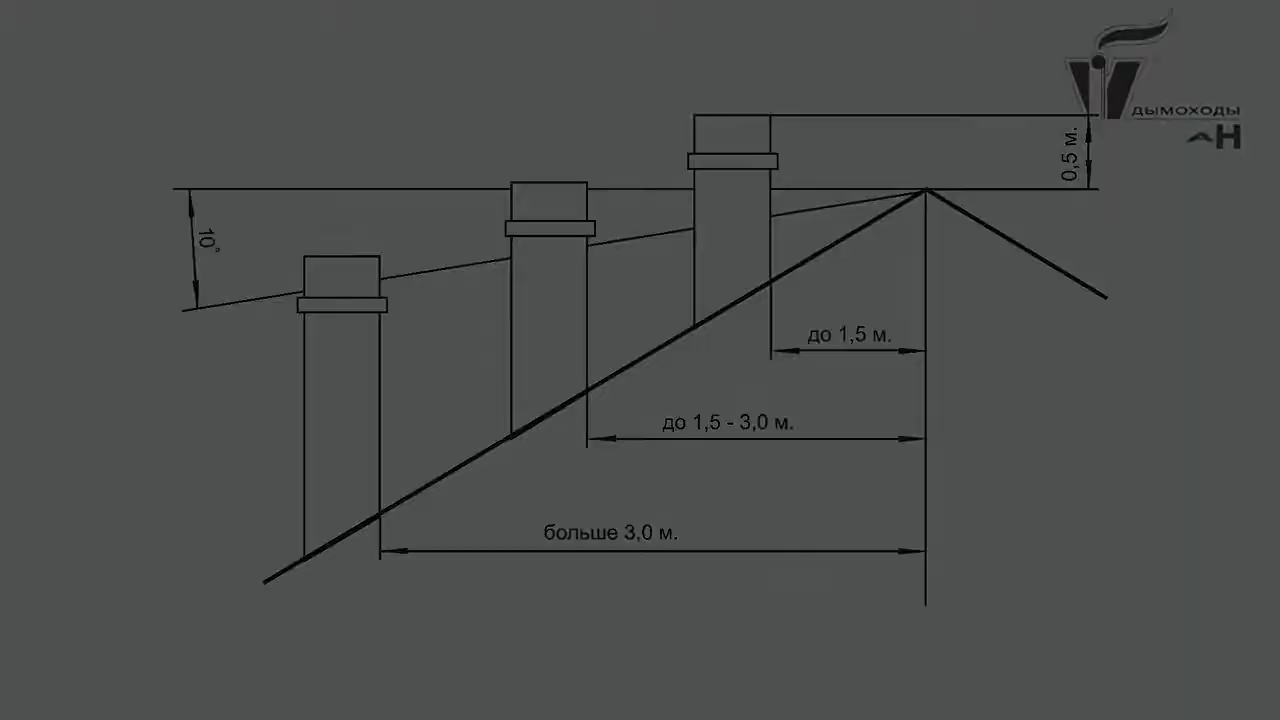 ДЫМОХОДЫ
0,5 м.
10°
до 1,5 м.
до 1,5 - 3,0 м.
больше 3,0 м.